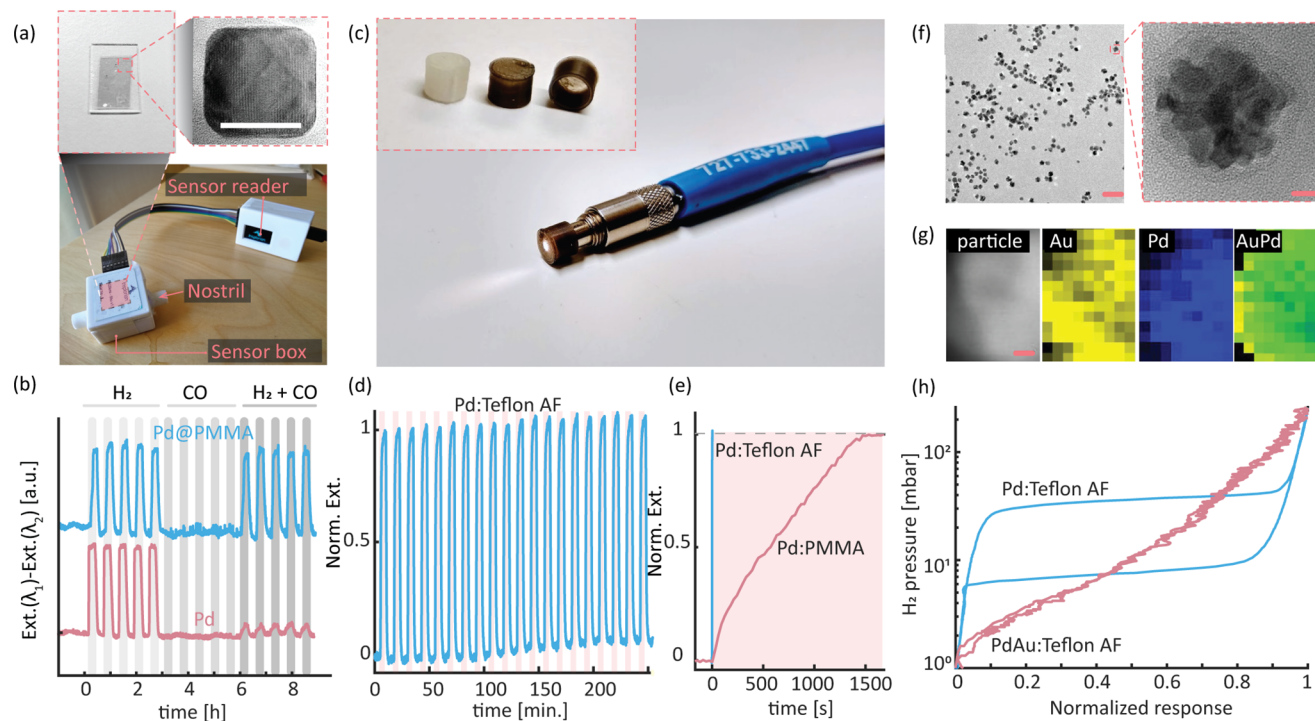 (a)
Sensor reader
Nostril
Sensor box
(b)
H₂ CO H₂ + CO
Pd@PMMA
Pd
Ext.(λ₁)-Ext.(λ₂) [a.u.]
0 2 4 6 8
time [h]
(c)
727-733-2447
(d)
Pd:Teflon AF
Norm. Ext.
1
0.5
0
0 50 100 150 200
time [min.]
(e)
Norm. Ext.
1
0.5
0
Pd:Teflon AF
Pd:PMMA
0 500 1000 1500
time [s]
(f)
(g)
particle Au Pd AuPd
(h)
H₂ pressure [mbar]
10²
10¹
10⁰
Pd:Teflon AF
PdAu:Teflon AF
0 0.2 0.4 0.6 0.8 1
Normalized response